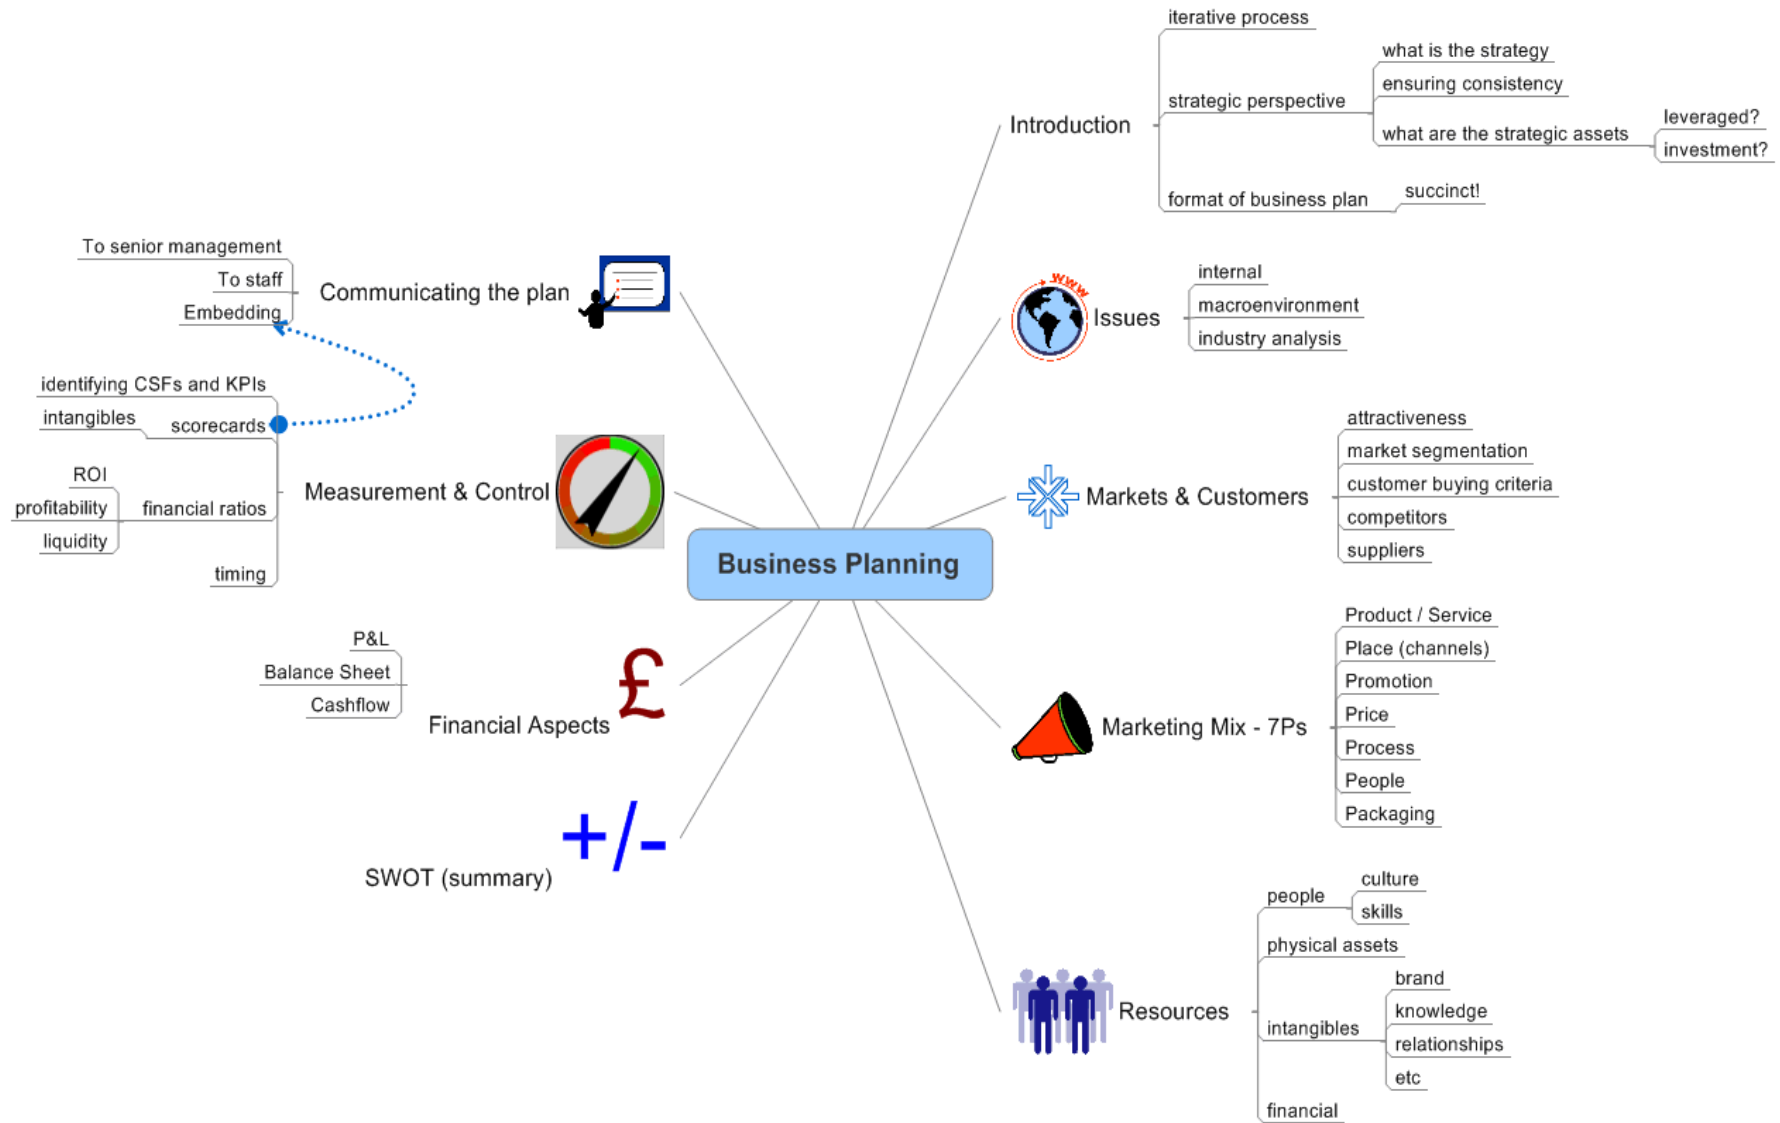 Business Planning
Introduction
iterative process
strategic perspective
what is the strategy
ensuring consistency
what are the strategic assets
leveraged?
investment?
format of business plan
succinct!
www
Issues
internal
macroenvironment
industry analysis
Markets & Customers
attractiveness
market segmentation
customer buying criteria
competitors
suppliers
Marketing Mix - 7Ps
Product / Service
Place (channels)
Promotion
Price
Process
People
Packaging
Resources
people
culture
skills
physical assets
intangibles
brand
knowledge
relationships
etc
financial
Communicating the plan
To senior management
To staff
Embedding
Measurement & Control
identifying CSFs and KPIs
scorecards
intangibles
financial ratios
ROI
profitability
liquidity
timing
£
Financial Aspects
P&L
Balance Sheet
Cashflow
+/-
SWOT (summary)